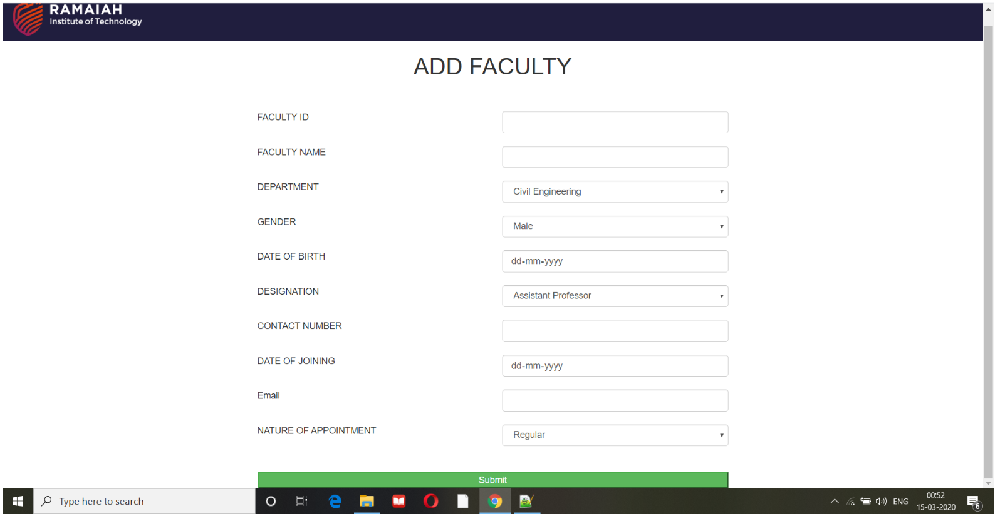 RAMAIAH
Institute of Technology
ADD FACULTY
FACULTY ID
FACULTY NAME
DEPARTMENT Civil Engineering
GENDER Male
DATE OF BIRTH dd-mm-yyyy
DESIGNATION Assistant Professor
CONTACT NUMBER
DATE OF JOINING dd-mm-yyyy
Email
NATURE OF APPOINTMENT Regular
Submit
Type here to search ENG 00:52
15-03-2020 6